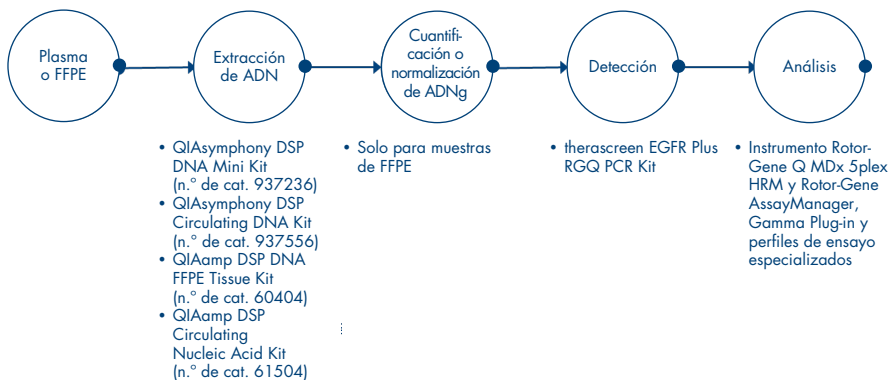 Plasma
o FFPE
Extracción
de ADN
Cuantifi-
cación o
normalización
de ADNg
Detección
Análisis
• QIAsymphony DSP
DNA Mini Kit
(n.º de cat. 937236)
• QIAsymphony DSP
Circulating DNA Kit
(n.º de cat. 937556)
• QIAamp DSP DNA
FFPE Tissue Kit
(n.º de cat. 60404)
• QIAamp DSP
Circulating
Nucleic Acid Kit
(n.º de cat. 61504)
• Solo para muestras
de FFPE
• therascreen EGFR Plus
RGQ PCR Kit
• Instrumento Rotor-
Gene Q MDx 5plex
HRM y Rotor-Gene
AssayManager,
Gamma Plug-in y
perfiles de ensayo
especializados